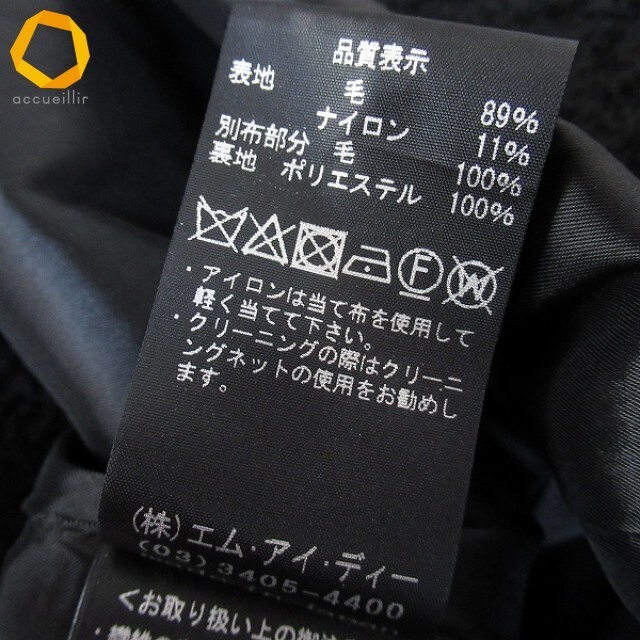 accueillir
品質表示
表地 毛 89%
ナイロン 11%
別布部分 毛 100%
裏地 ポリエステル 100%
F W
・アイロンは当て布を使用して
軽く当てて下さい。
・クリーニングの際はクリーニ
ングネットの使用をお勧めし
ます。
(株)エム・アイ・ディー
(03)3405-4400
<お取り扱い上の